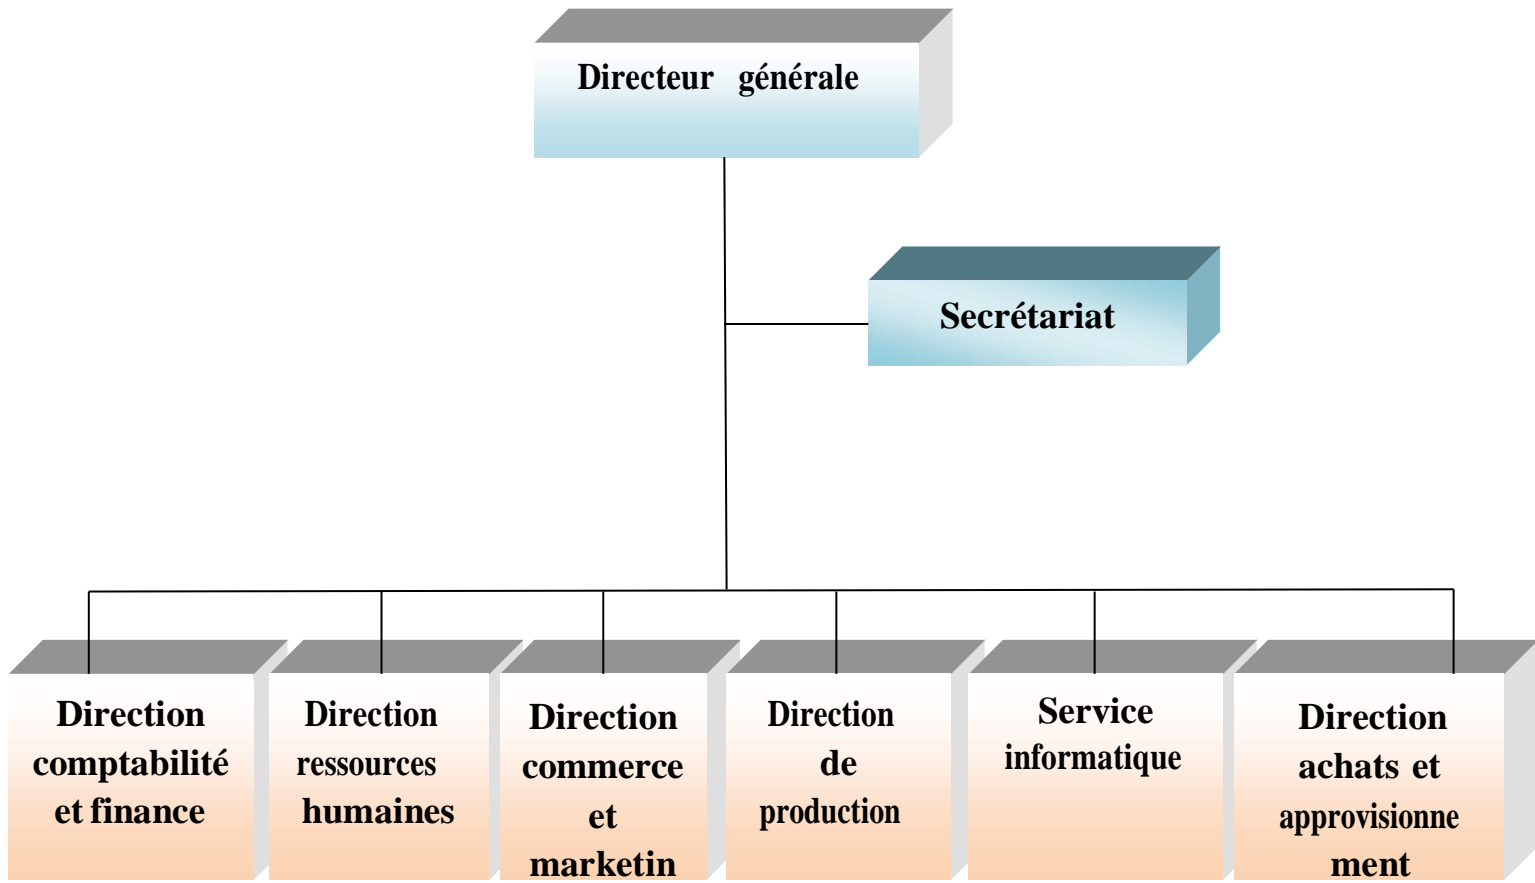 Directeur générale
Secrétariat
Direction
comptabilité
et finance
Direction
ressources
humaines
Direction
commerce
et
marketin
Direction
de
production
Service
informatique
Direction
achats et
approvisionne
ment